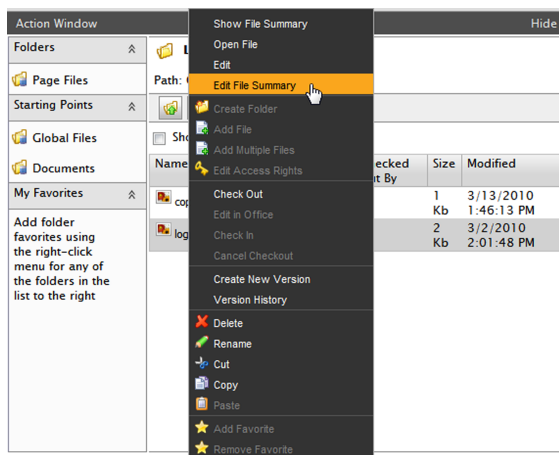 Action Window
Hide
Folders
Page Files
Starting Points
Global Files
Documents
My Favorites
Add folder
favorites using
the right-click
menu for any of
the folders in the
list to the right
Path:
Name
Size
Modified
By
1
Kb
3/13/2010
1:46:13 PM
2
Kb
3/2/2010
2:01:48 PM
Show File Summary
Open File
Edit
Edit File Summary
Create Folder
Add File
Add Multiple Files
Edit Access Rights
Check Out
Edit in Office
Check In
Cancel Checkout
Create New Version
Version History
Delete
Rename
Cut
Copy
Paste
Add Favorite
Remove Favorite